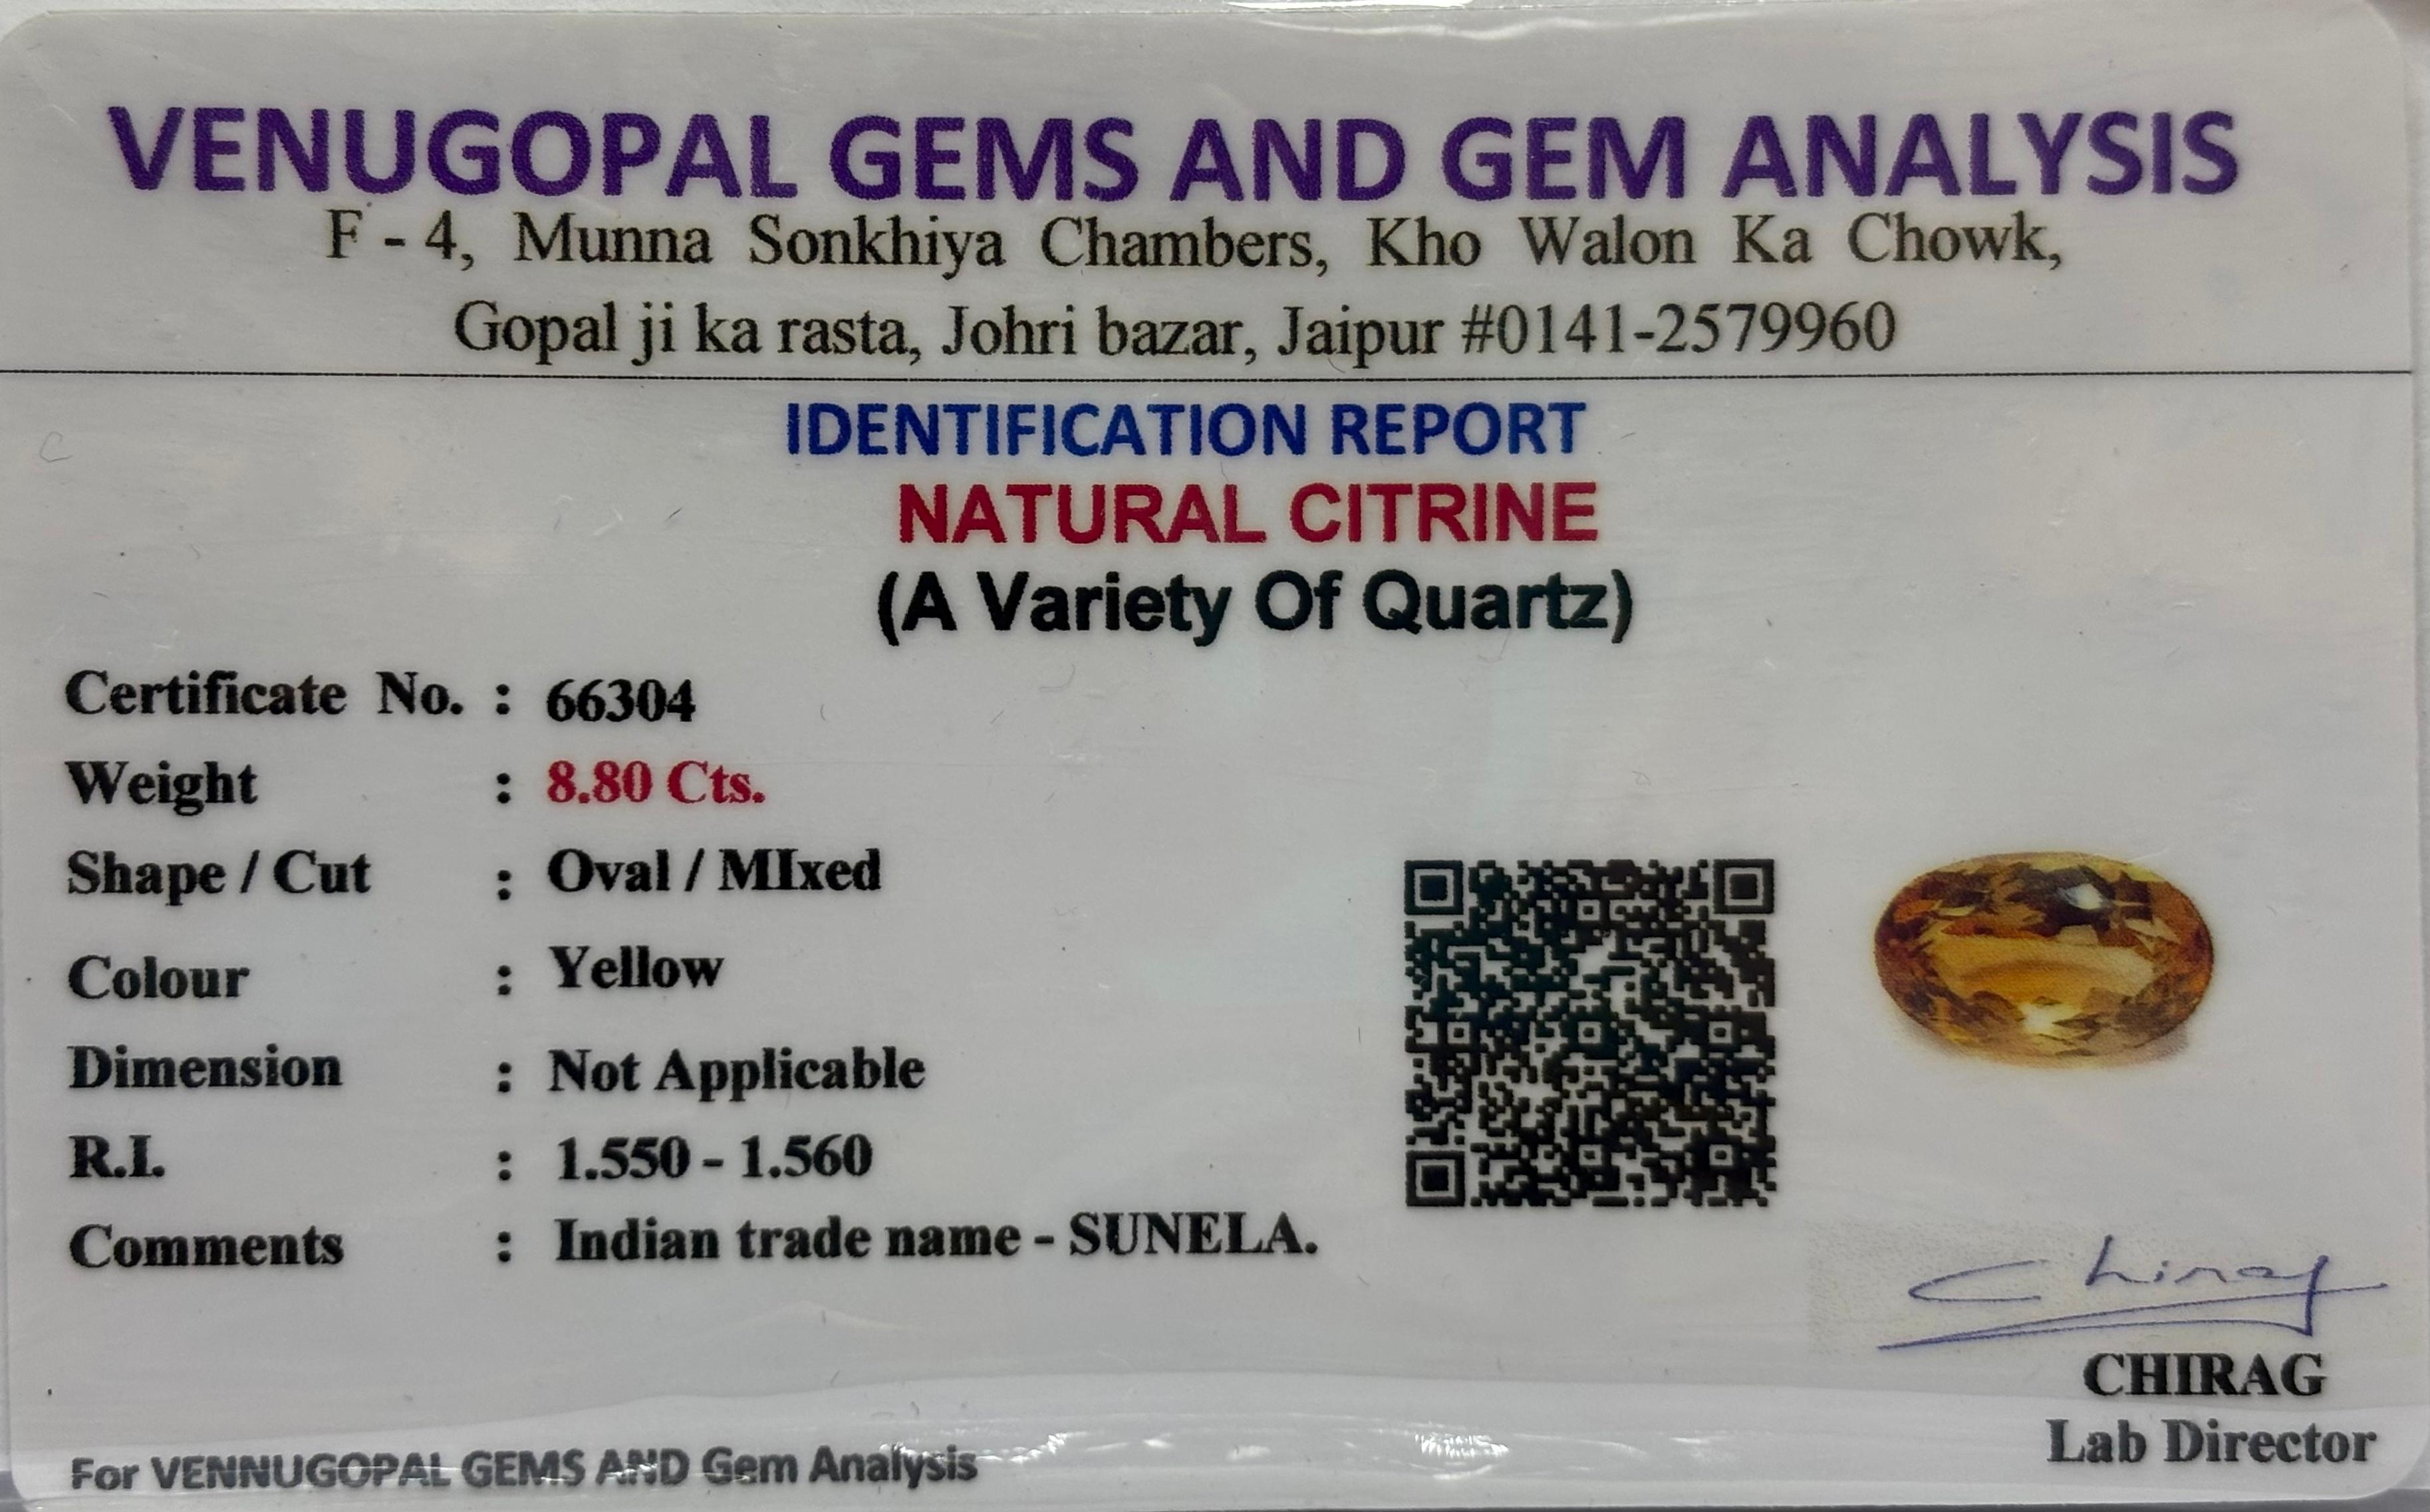 VENUGOPAL GEMS AND GEM ANALYSIS
F - 4, Munna Sonkhiya Chambers, Kho Walon Ka Chowk,
Gopal ji ka rasta, Johri bazar, Jaipur #0141-2579960
IDENTIFICATION REPORT
NATURAL CITRINE
(A Variety Of Quartz)
Certificate No. : 66304
Weight : 8.80 Cts.
Shape / Cut : Oval / MIxed
Colour : Yellow
Dimension : Not Applicable
R.I. : 1.550 - 1.560
Comments : Indian trade name - SUNELA.
Chirag
CHIRAG
Lab Director
For VENNUGOPAL GEMS AND Gem Analysis